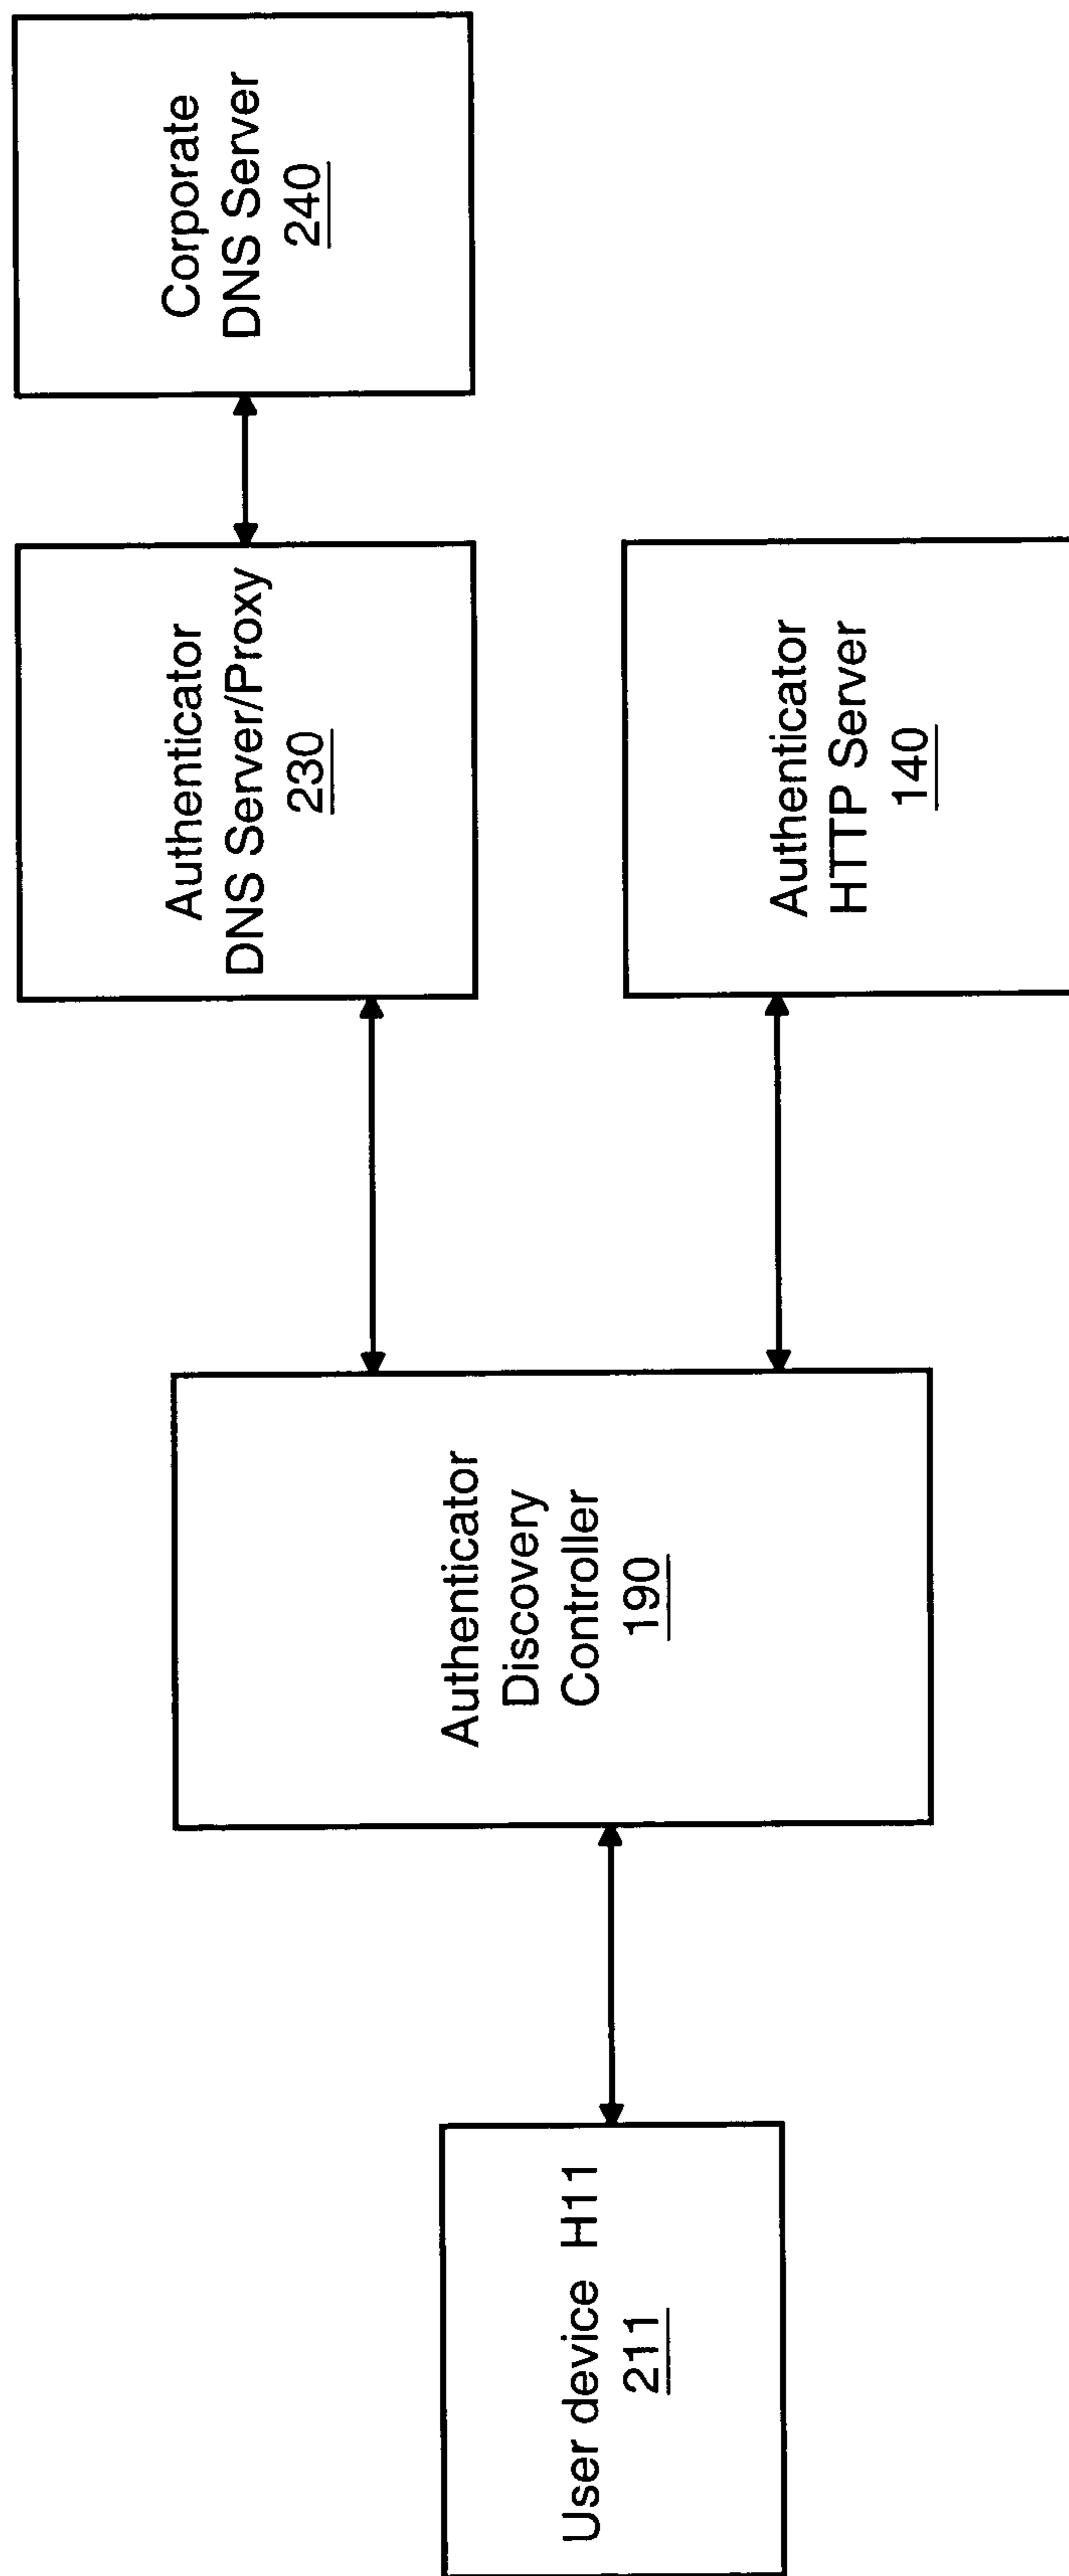 Corporate
DNS Server
240
Authenticator
DNS Server/Proxy
230
Authenticator
HTTP Server
140
Authenticator
Discovery
Controller
190
User device H11
211